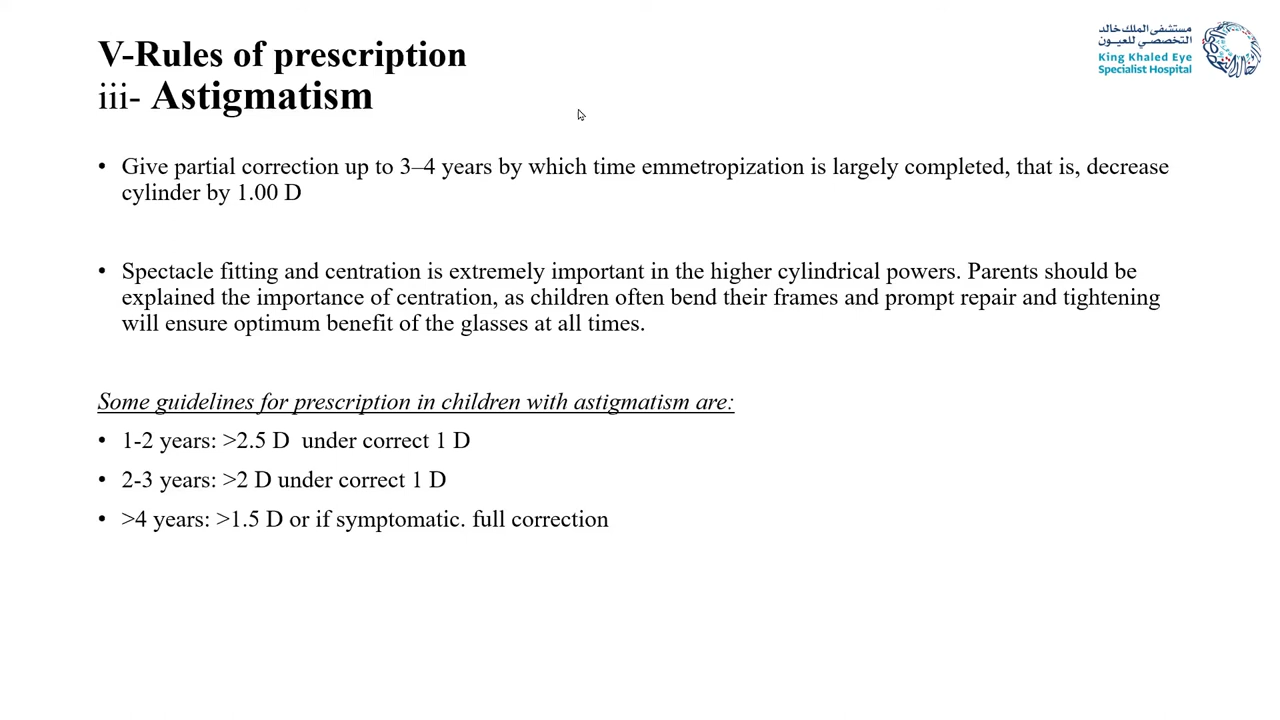 V-Rules of prescription
iii- Astigmatism
مستشفى الملك خالد
التخصصي للعيون
King Khaled Eye
Specialist Hospital
• Give partial correction up to 3–4 years by which time emmetropization is largely completed, that is, decrease
cylinder by 1.00 D
• Spectacle fitting and centration is extremely important in the higher cylindrical powers. Parents should be
explained the importance of centration, as children often bend their frames and prompt repair and tightening
will ensure optimum benefit of the glasses at all times.
Some guidelines for prescription in children with astigmatism are:
• 1-2 years: >2.5 D  under correct 1 D
• 2-3 years: >2 D under correct 1 D
• >4 years: >1.5 D or if symptomatic. full correction